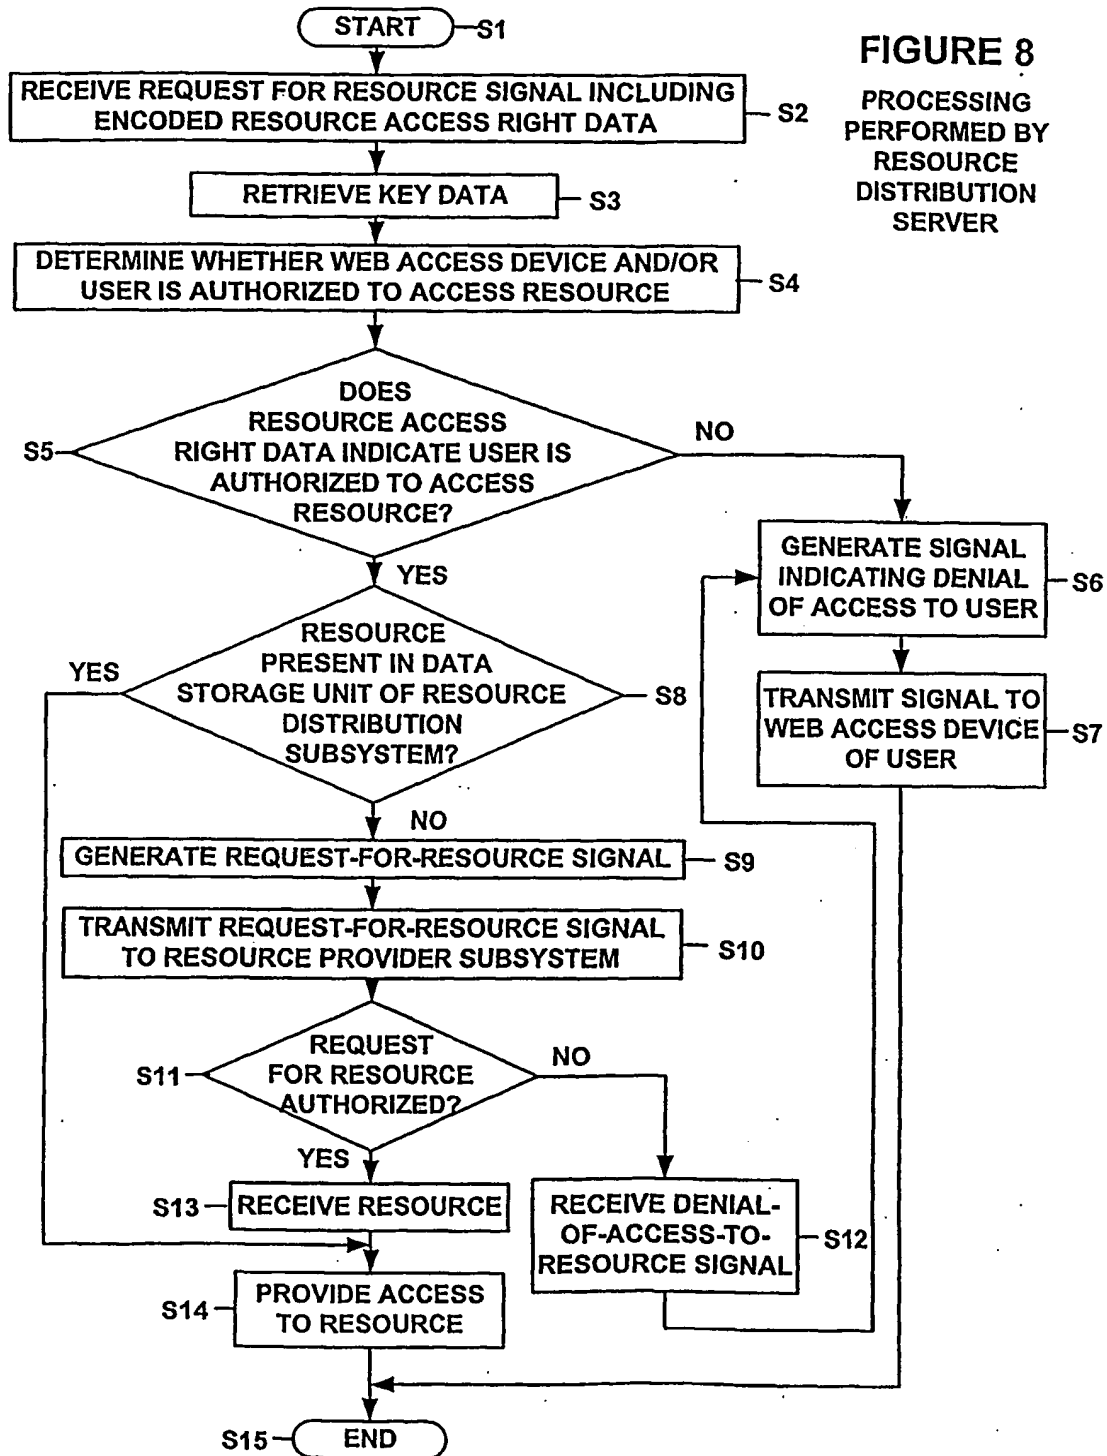 START
S1
FIGURE 8
PROCESSING
PERFORMED BY
RESOURCE
DISTRIBUTION
SERVER
RECEIVE REQUEST FOR RESOURCE SIGNAL INCLUDING
ENCODED RESOURCE ACCESS RIGHT DATA
S2
RETRIEVE KEY DATA
S3
DETERMINE WHETHER WEB ACCESS DEVICE AND/OR
USER IS AUTHORIZED TO ACCESS RESOURCE
S4
DOES
RESOURCE ACCESS
RIGHT DATA INDICATE USER IS
AUTHORIZED TO ACCESS
RESOURCE?
S5
NO
YES
GENERATE SIGNAL
INDICATING DENIAL
OF ACCESS TO USER
S6
TRANSMIT SIGNAL TO
WEB ACCESS DEVICE
OF USER
S7
RESOURCE
PRESENT IN DATA
STORAGE UNIT OF RESOURCE
DISTRIBUTION
SUBSYSTEM?
YES
S8
NO
GENERATE REQUEST-FOR-RESOURCE SIGNAL
S9
TRANSMIT REQUEST-FOR-RESOURCE SIGNAL
TO RESOURCE PROVIDER SUBSYSTEM
S10
REQUEST
FOR RESOURCE
AUTHORIZED?
S11
NO
YES
S13
RECEIVE RESOURCE
RECEIVE DENIAL-
OF-ACCESS-TO-
RESOURCE SIGNAL
S12
S14
PROVIDE ACCESS
TO RESOURCE
S15
END